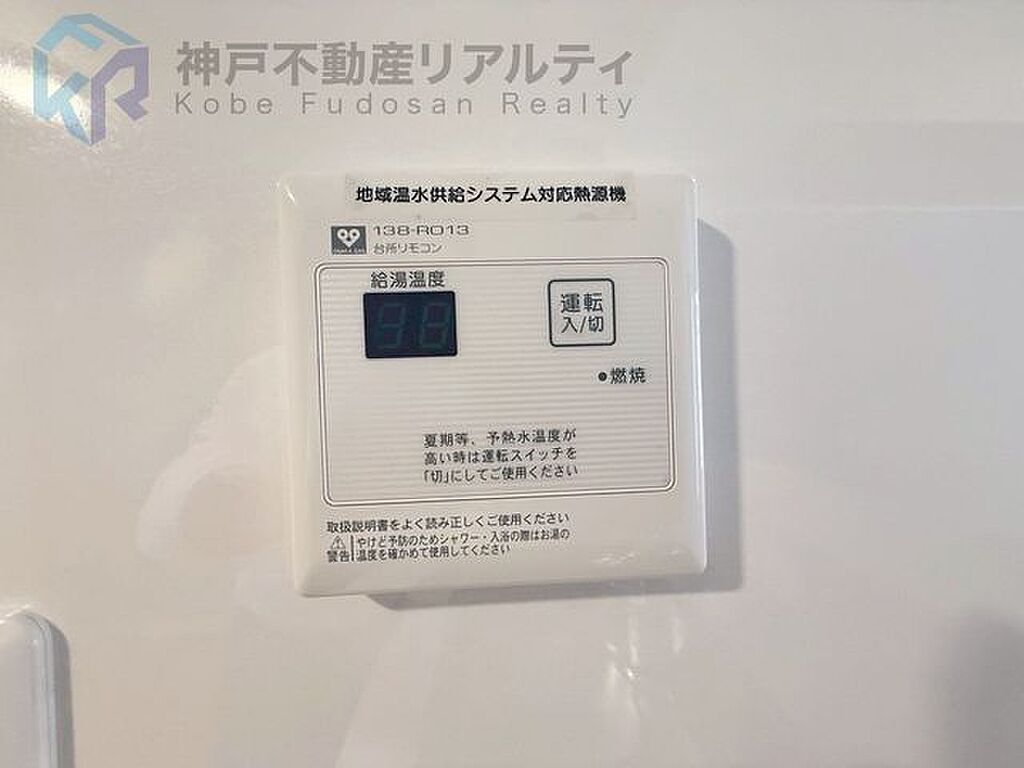 神戸不動産リアルティ
Kobe Fudosan Realty
地域温水供給システム対応熱源機
138-R013
台所リモコン
給湯温度
運転
入/切
●燃焼
夏期等、予熱水温度が
高い時は運転スイッチを
「切」にしてご使用ください
取扱説明書をよく読み正しくご使用ください
警告 やけど予防のためシャワー・入浴の際はお湯の
温度を確かめて使用してください